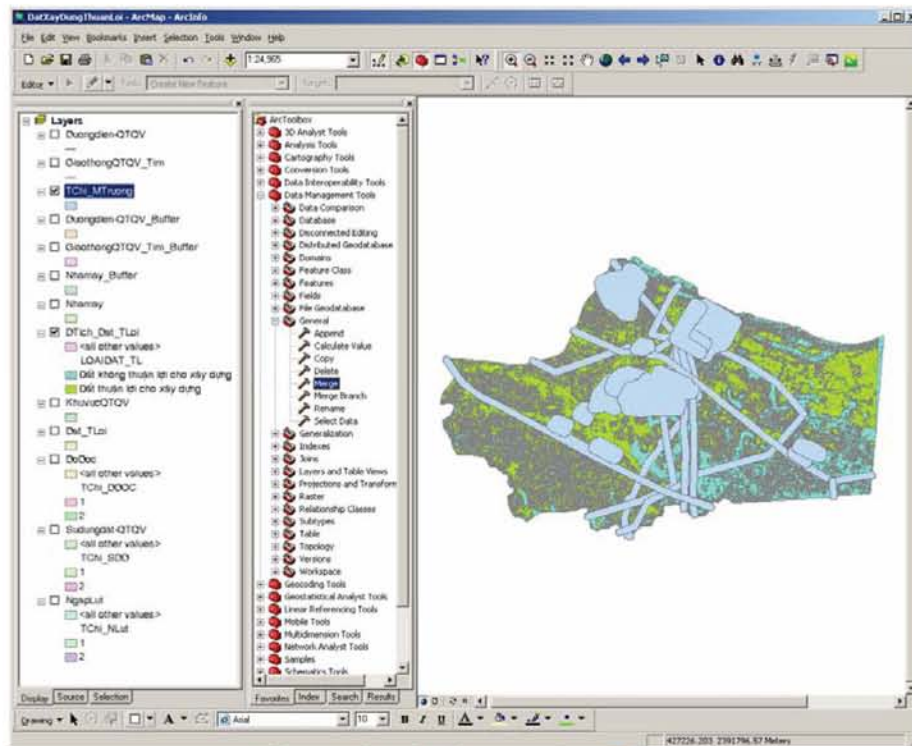 DatXayDungThuanLoi - ArcMap - ArcInfo
File Edit View Bookmarks Insert Selection Tools Window Help
1:24,965
Editor Task: Create New Feature Target:
Layers
Duongdien-QTQV
GiaothongQTQV_Tim
TChi_MTruong
Duongdien-QTQV_Buffer
GiaothongQTQV_Tim_Buffer
Nhamay_Buffer
Nhamay
DTich_Dat_TLoi
<all other values>
LOAIDAT_TL
Đất không thuận lợi cho xây dựng
Đất thuận lợi cho xây dựng
KhuvucQTQV
Dat_TLoi
DoDoc
<all other values>
TChi_DDOC
1
2
Sudungdat-QTQV
<all other values>
TChi_SDD
1
2
NgapLut
<all other values>
TChi_NLut
1
2
Display Source Selection
ArcToolbox
3D Analyst Tools
Analysis Tools
Cartography Tools
Conversion Tools
Data Interoperability Tools
Data Management Tools
Data Comparison
Database
Disconnected Editing
Distributed Geodatabase
Domains
Feature Class
Features
Fields
File Geodatabase
General
Append
Calculate Value
Copy
Delete
Merge
Merge Branch
Rename
Select Data
Generalization
Indexes
Joins
Layers and Table Views
Projections and Transform
Raster
Relationship Classes
Subtypes
Table
Topology
Versions
Workspace
Geocoding Tools
Geostatistical Analyst Tools
Linear Referencing Tools
Mobile Tools
Multidimension Tools
Network Analyst Tools
Samples
Schematics Tools
Favorites Index Search Results
Drawing A Arial 10 B I U A
427226.203 2391796.57 Meters